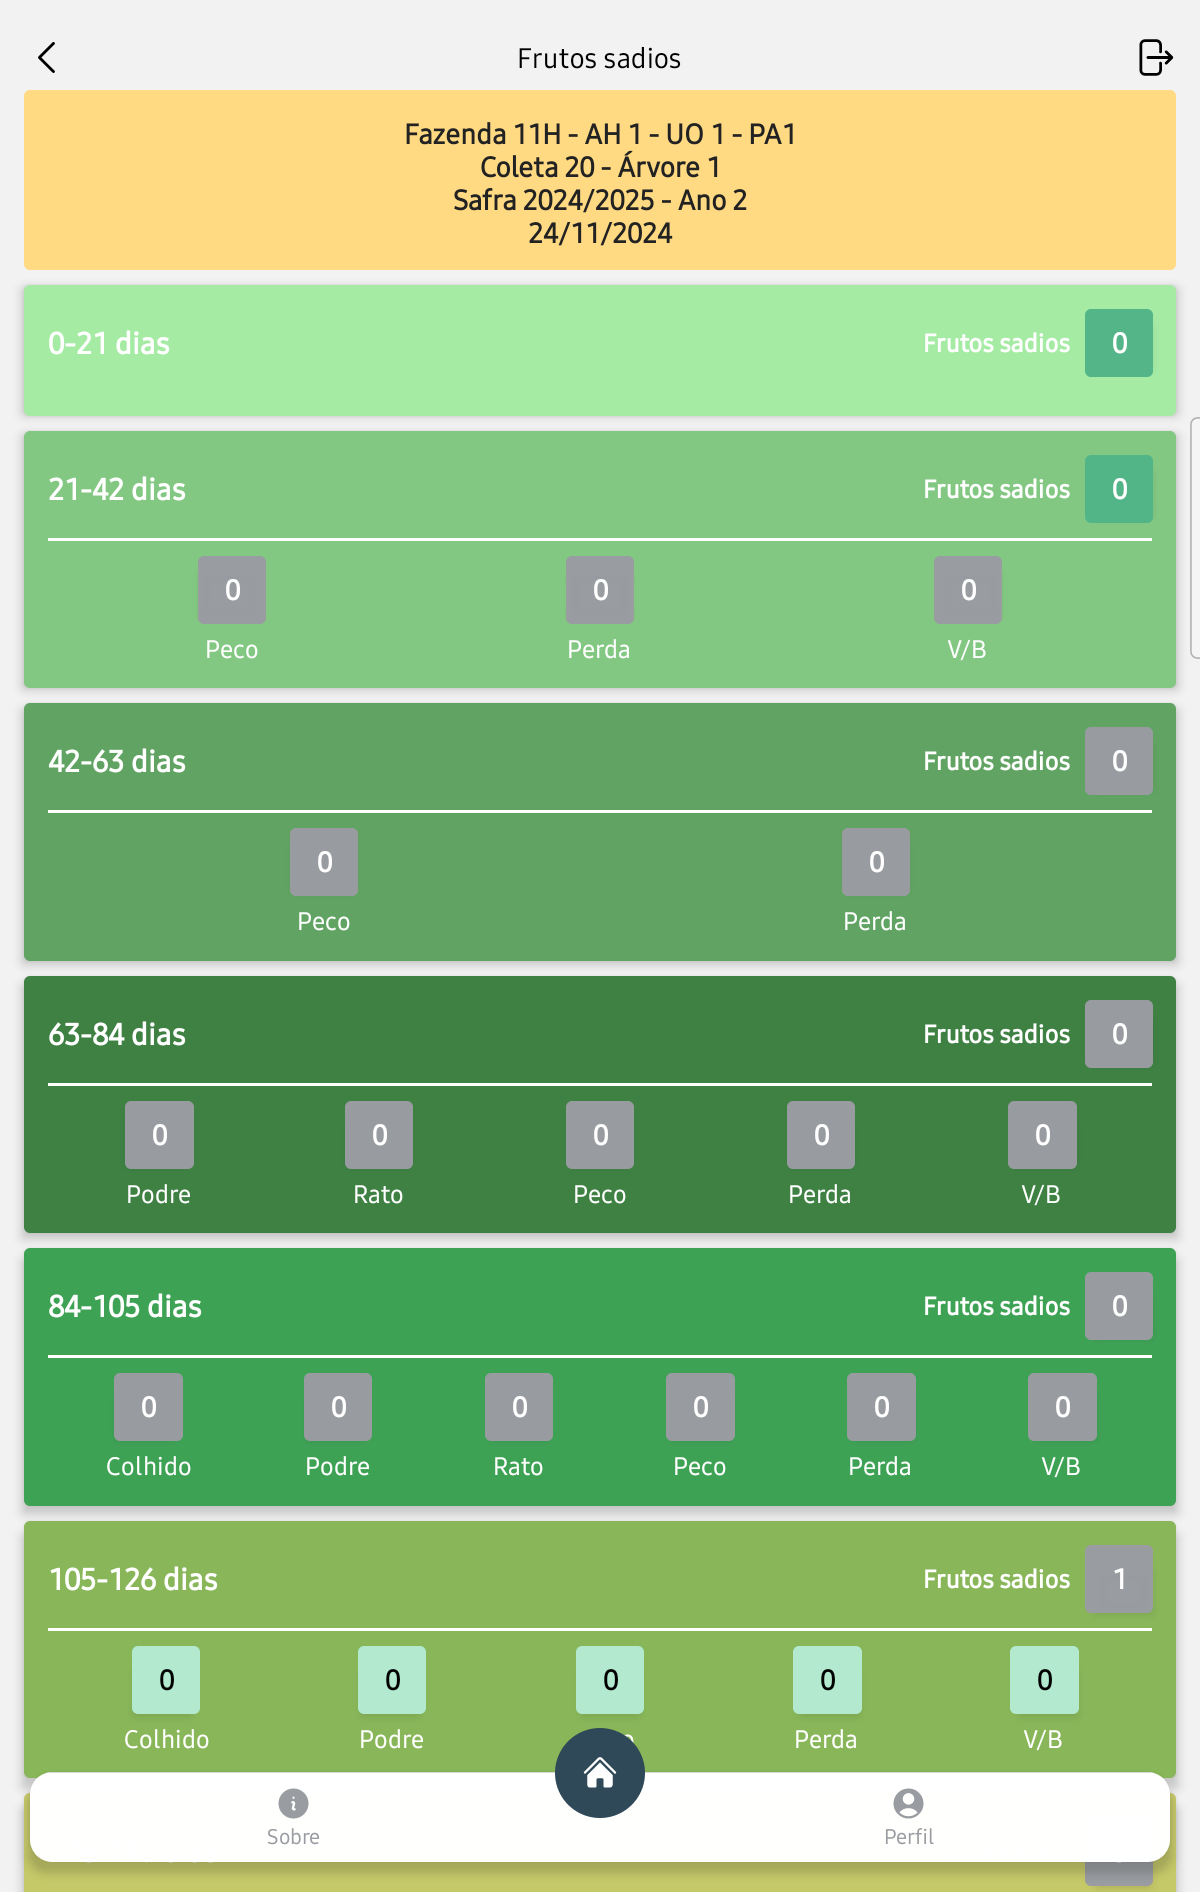 Frutos sadios
Fazenda 11H - AH 1 - UO 1 - PA1
Coleta 20 - Árvore 1
Safra 2024/2025 - Ano 2
24/11/2024
0-21 dias Frutos sadios 0
21-42 dias Frutos sadios 0
0 0 0
Peco Perda V/B
42-63 dias Frutos sadios 0
0 0
Peco Perda
63-84 dias Frutos sadios 0
0 0 0 0 0
Podre Rato Peco Perda V/B
84-105 dias Frutos sadios 0
0 0 0 0 0 0
Colhido Podre Rato Peco Perda V/B
105-126 dias Frutos sadios 1
0 0 0 0 0
Colhido Podre Perda V/B
Sobre Perfil